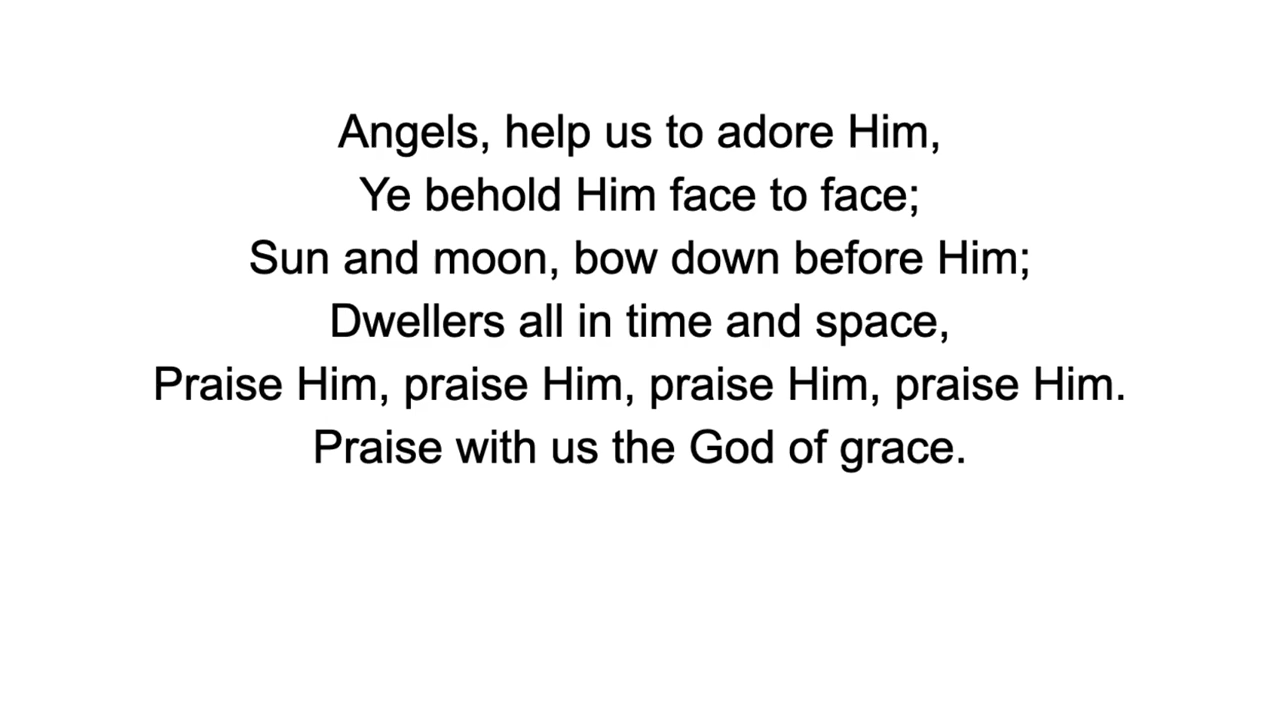 Angels, help us to adore Him,
Ye behold Him face to face;
Sun and moon, bow down before Him;
Dwellers all in time and space,
Praise Him, praise Him, praise Him, praise Him.
Praise with us the God of grace.